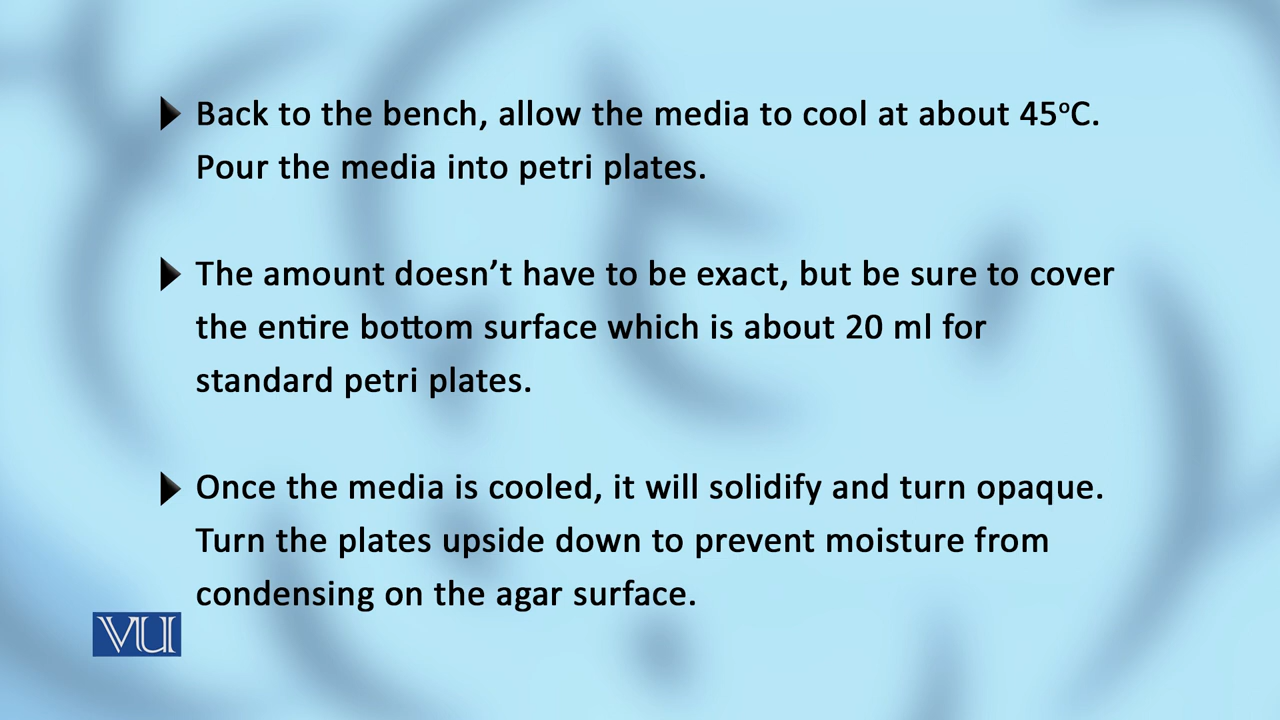 Back to the bench, allow the media to cool at about 45ºC.
Pour the media into petri plates.
The amount doesn’t have to be exact, but be sure to cover
the entire bottom surface which is about 20 ml for
standard petri plates.
Once the media is cooled, it will solidify and turn opaque.
Turn the plates upside down to prevent moisture from
condensing on the agar surface.
VU